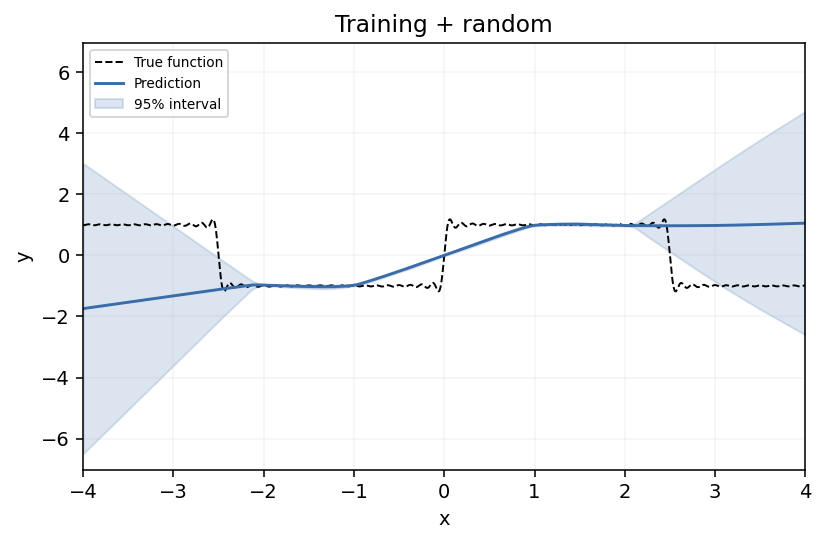 Training + random
True function
Prediction
95% interval
6
4
2
0
−2
−4
−6
y
−4 −3 −2 −1 0 1 2 3 4
x